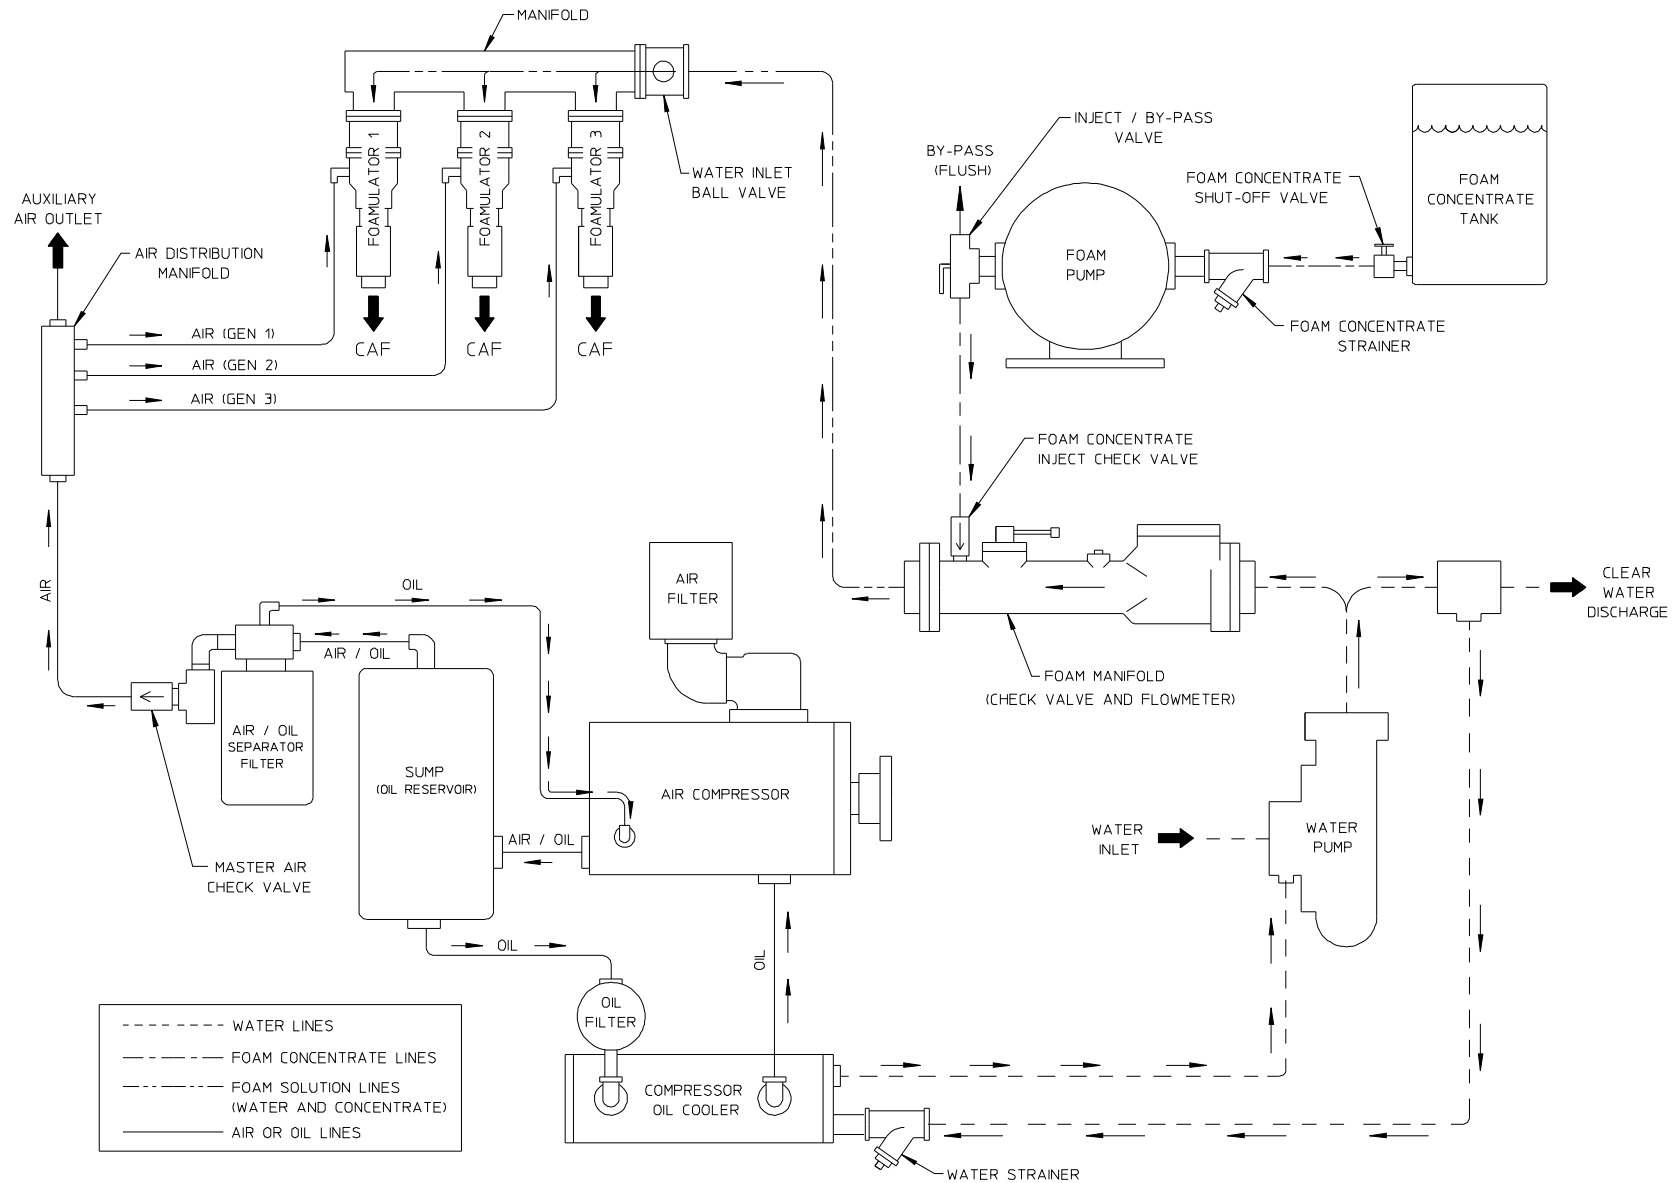 MANIFOLD
INJECT / BY-PASS
VALVE
BY-PASS
(FLUSH)
FOAMULATOR 1
FOAMULATOR 2
FOAMULATOR 3
WATER INLET
BALL VALVE
FOAM CONCENTRATE
SHUT-OFF VALVE
FOAM
CONCENTRATE
TANK
AUXILIARY
AIR OUTLET
AIR DISTRIBUTION
MANIFOLD
FOAM
PUMP
FOAM CONCENTRATE
STRAINER
AIR (GEN 1)
CAF
CAF
CAF
AIR (GEN 2)
AIR (GEN 3)
FOAM CONCENTRATE
INJECT CHECK VALVE
AIR
OIL
AIR
FILTER
CLEAR
WATER
DISCHARGE
AIR / OIL
FOAM MANIFOLD
(CHECK VALVE AND FLOWMETER)
AIR / OIL
SEPARATOR
FILTER
SUMP
(OIL RESERVOIR)
AIR COMPRESSOR
AIR / OIL
WATER
INLET
WATER
PUMP
MASTER AIR
CHECK VALVE
OIL
OIL
OIL
FILTER
WATER LINES
FOAM CONCENTRATE LINES
FOAM SOLUTION LINES
(WATER AND CONCENTRATE)
AIR OR OIL LINES
COMPRESSOR
OIL COOLER
WATER STRAINER